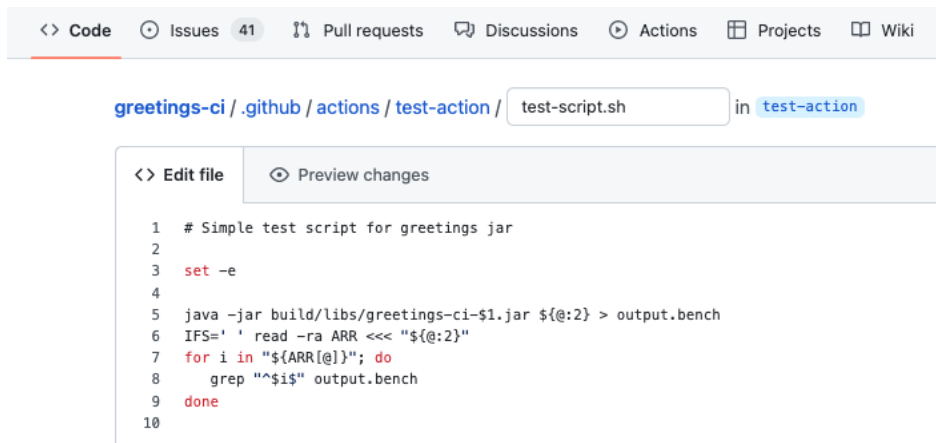 <> Code Issues 41 Pull requests Discussions Actions Projects Wiki
greetings-ci / .github / actions / test-action / test-script.sh in test-action
<> Edit file Preview changes
1 # Simple test script for greetings jar
2
3 set -e
4
5 java -jar build/libs/greetings-ci-$1.jar ${@:2} > output.bench
6 IFS=' ' read -ra ARR <<< "${@:2}"
7 for i in "${ARR[@]}"; do
8    grep "^$i$" output.bench
9 done
10